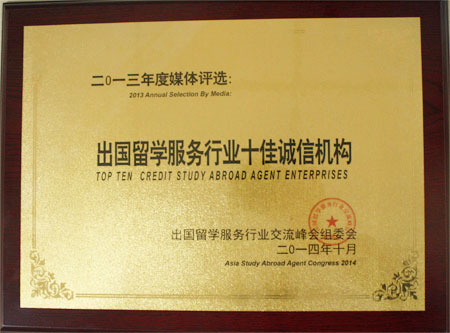 二0一三年度媒体评选:
2013 Annual Selection By Media:
出国留学服务行业十佳诚信机构
TOP TEN CREDIT STUDY ABROAD AGENT ENTERPRISES
出国留学服务行业交流峰会组委会
二0一四年十月
Asia Study Abroad Agent Congress 2014